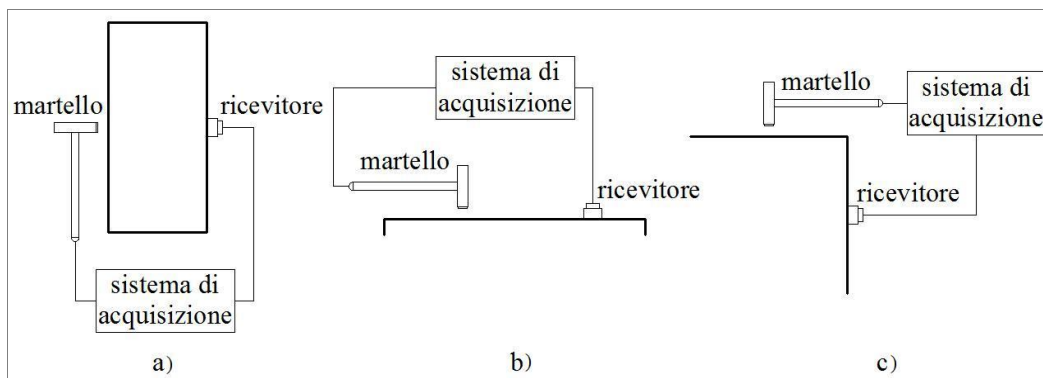 martello
ricevitore
sistema di
acquisizione
a)
sistema di
acquisizione
martello
ricevitore
b)
martello
sistema di
acquisizione
ricevitore
c)